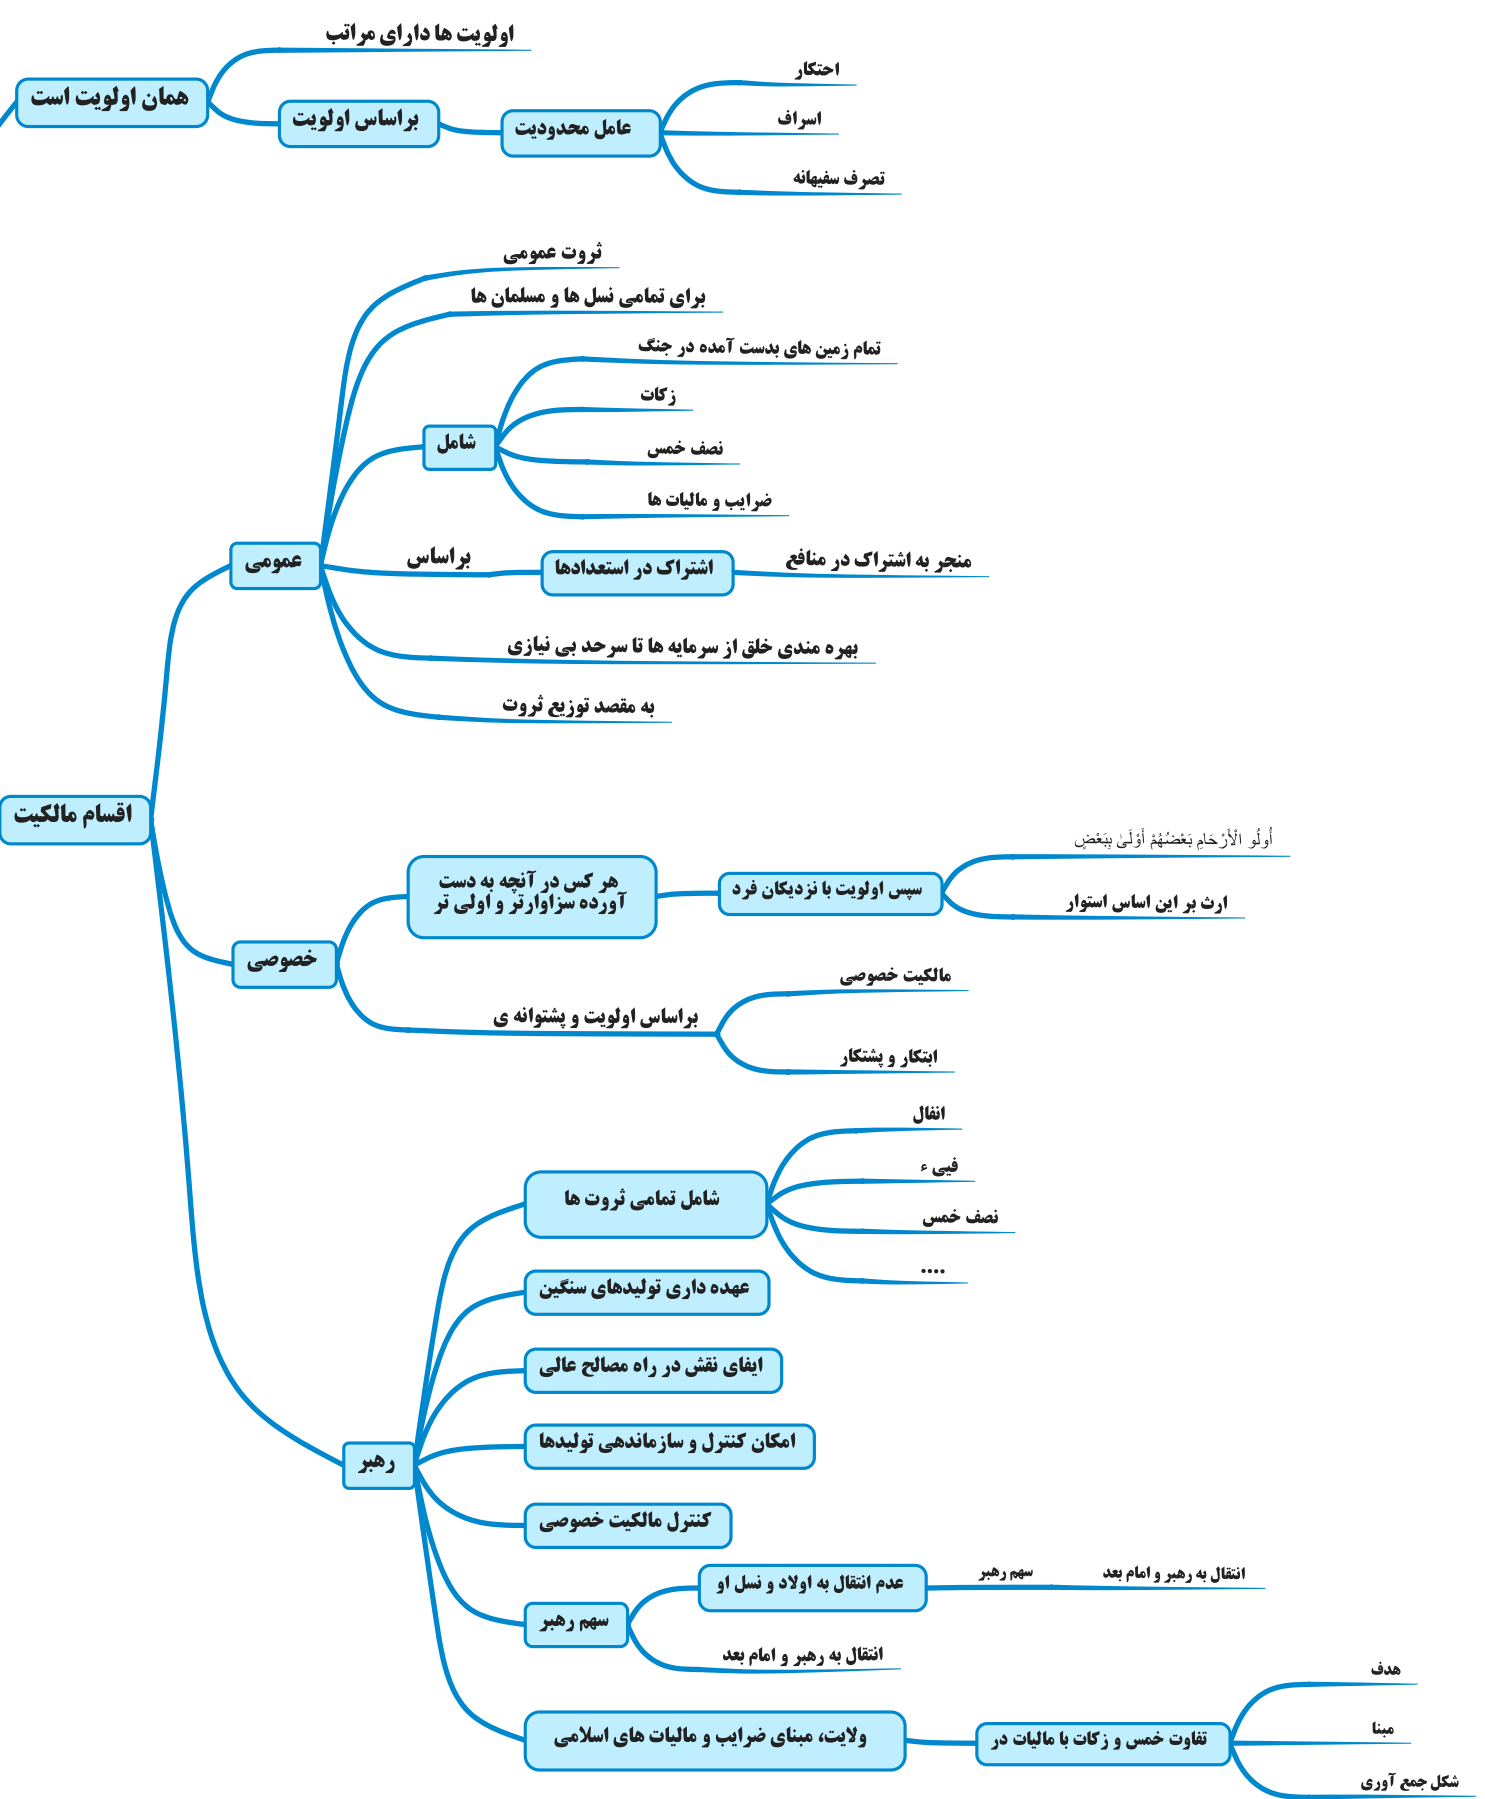 اولویت ها دارای مراتب
همان اولویت است
براساس اولویت
عامل محدودیت
احتکار
اسراف
تصرف سفیهانه
اقسام مالکیت
عمومی
ثروت عمومی
برای تمامی نسل ها و مسلمان ها
شامل
تمام زمین های بدست آمده در جنگ
زکات
نصف خمس
ضرایب و مالیات ها
براساس
اشتراک در استعدادها
منجر به اشتراک در منافع
بهره مندی خلق از سرمایه ها تا سرحد بی نیازی
به مقصد توزیع ثروت
خصوصی
هر کس در آنچه به دست
آورده سزاوارتر و اولی تر
سپس اولویت با نزدیکان فرد
أُولُو الْأَرْحَامِ بَعْضُهُمْ أَوْلَىٰ بِبَعْضٍ
ارث بر این اساس استوار
براساس اولویت و پشتوانه ی
مالکیت خصوصی
ابتکار و پشتکار
رهبر
شامل تمامی ثروت ها
انفال
فیی ء
نصف خمس
....
عهده داری تولیدهای سنگین
ایفای نقش در راه مصالح عالی
امکان کنترل و سازماندهی تولیدها
کنترل مالکیت خصوصی
سهم رهبر
عدم انتقال به اولاد و نسل او
سهم رهبر
انتقال به رهبر و امام بعد
انتقال به رهبر و امام بعد
ولایت، مبنای ضرایب و مالیات های اسلامی
تفاوت خمس و زکات با مالیات در
هدف
مبنا
شکل جمع آوری